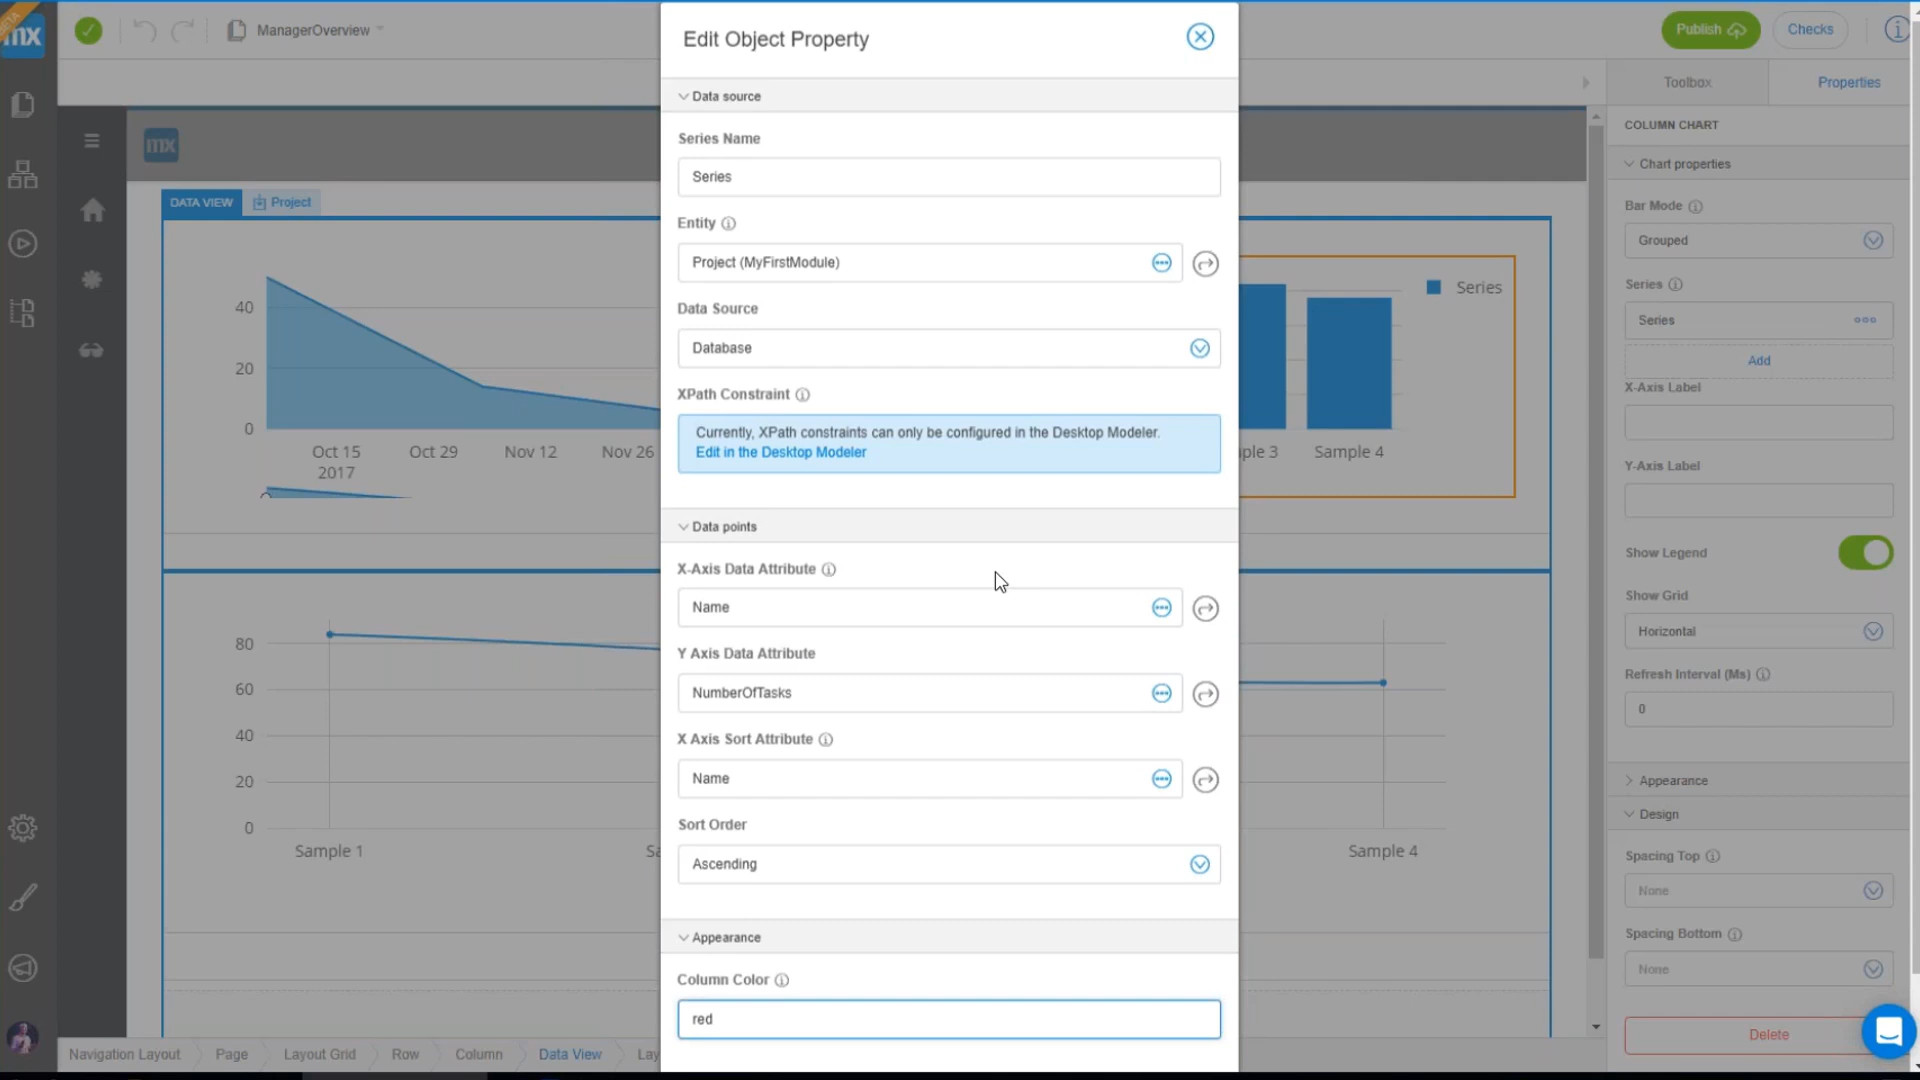 BETA
mx
ManagerOverview
Publish
Checks
Toolbox
Properties
mx
DATA VIEW
Project
40
20
0
Oct 15
2017
Oct 29
Nov 12
Nov 26
ple 3
Sample 4
Series
80
60
40
20
0
Sample 1
Sa
Sample 4
Edit Object Property
Data source
Series Name
Series
Entity
Project (MyFirstModule)
Data Source
Database
XPath Constraint
Currently, XPath constraints can only be configured in the Desktop Modeler.
Edit in the Desktop Modeler
Data points
X-Axis Data Attribute
Name
Y Axis Data Attribute
NumberOfTasks
X Axis Sort Attribute
Name
Sort Order
Ascending
Appearance
Column Color
red
COLUMN CHART
Chart properties
Bar Mode
Grouped
Series
Series
Add
X-Axis Label
Y-Axis Label
Show Legend
Show Grid
Horizontal
Refresh Interval (Ms)
0
Appearance
Design
Spacing Top
None
Spacing Bottom
None
Delete
Navigation Layout
Page
Layout Grid
Row
Column
Data View
Lay